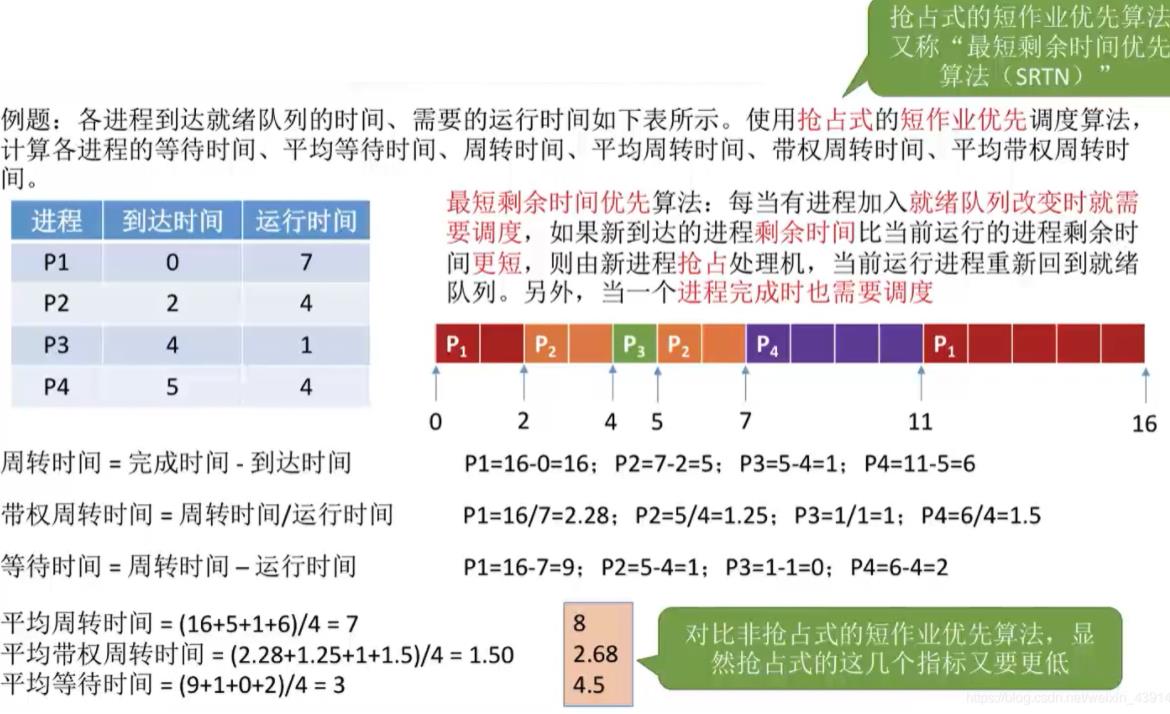 抢占式的短作业优先算法
又称“最短剩余时间优先
算法（SRTN）”
例题：各进程到达就绪队列的时间、需要的运行时间如下表所示。使用抢占式的短作业优先调度算法，
计算各进程的等待时间、平均等待时间、周转时间、平均周转时间、带权周转时间、平均带权周转时
间。
进程 到达时间 运行时间
P1 0 7
P2 2 4
P3 4 1
P4 5 4
最短剩余时间优先算法：每当有进程加入就绪队列改变时就需
要调度，如果新到达的进程剩余时间比当前运行的进程剩余时
间更短，则由新进程抢占处理机，当前运行进程重新回到就绪
队列。另外，当一个进程完成时也需要调度
P1 P2 P3 P2 P4 P1
0 2 4 5 7 11 16
周转时间 = 完成时间 - 到达时间 P1=16-0=16；P2=7-2=5；P3=5-4=1；P4=11-5=6
带权周转时间 = 周转时间/运行时间 P1=16/7=2.28；P2=5/4=1.25；P3=1/1=1；P4=6/4=1.5
等待时间 = 周转时间 – 运行时间 P1=16-7=9；P2=5-4=1；P3=1-1=0；P4=6-4=2
平均周转时间 = (16+5+1+6)/4 = 7
平均带权周转时间 = (2.28+1.25+1+1.5)/4 = 1.50
平均等待时间 = (9+1+0+2)/4 = 3
8
2.68
4.5
对比非抢占式的短作业优先算法，显
然抢占式的这几个指标又要更低
https://blog.csdn.net/weixin_43914